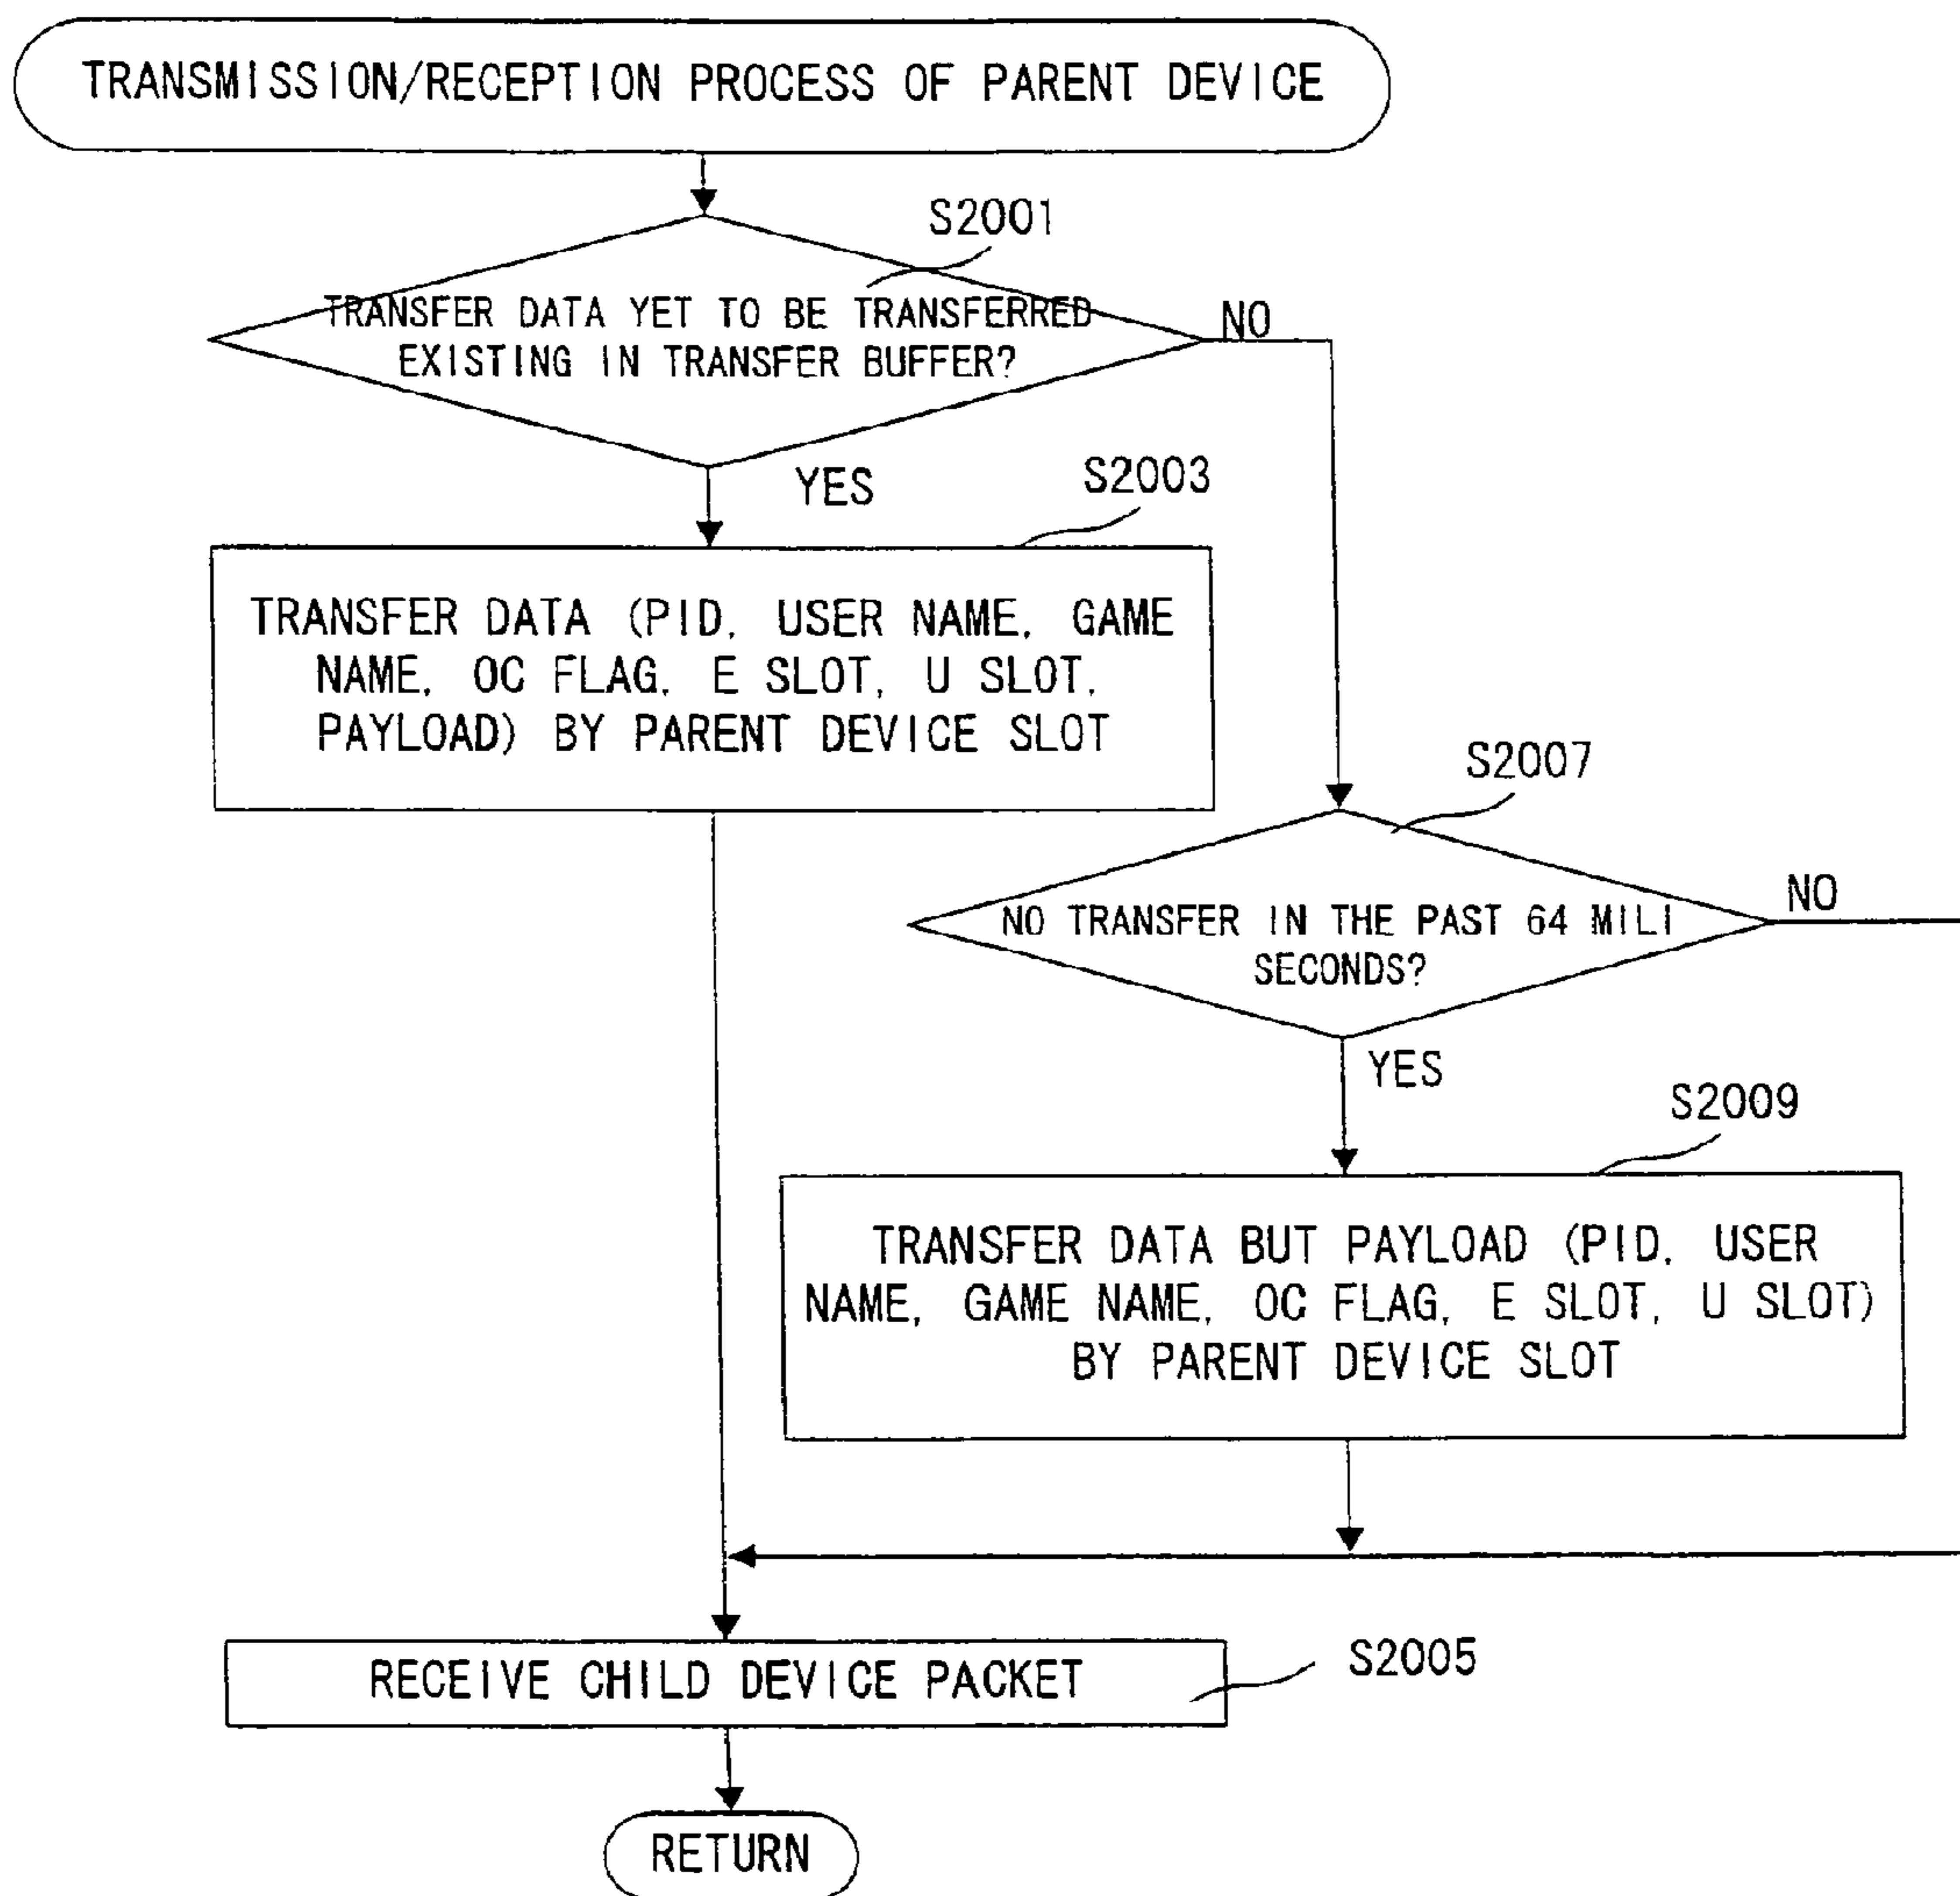 TRANSMISSION/RECEPTION PROCESS OF PARENT DEVICE
S2001
TRANSFER DATA YET TO BE TRANSFERRED
EXISTING IN TRANSFER BUFFER?
NO
YES
S2003
TRANSFER DATA (PID, USER NAME, GAME
NAME, OC FLAG, E SLOT, U SLOT,
PAYLOAD) BY PARENT DEVICE SLOT
S2007
NO TRANSFER IN THE PAST 64 MILI
SECONDS?
NO
YES
S2009
TRANSFER DATA BUT PAYLOAD (PID, USER
NAME, GAME NAME, OC FLAG, E SLOT, U SLOT)
BY PARENT DEVICE SLOT
RECEIVE CHILD DEVICE PACKET
S2005
RETURN